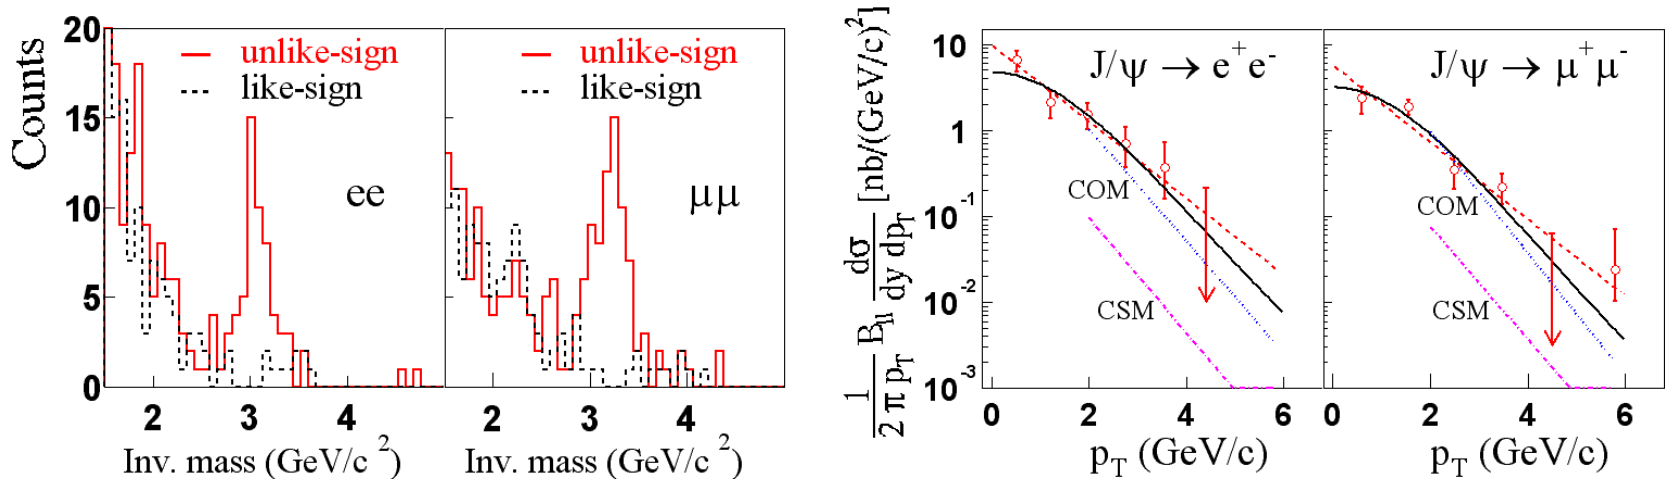 Counts
20
15
10
5
0
unlike-sign
like-sign
ee
2
3
4
Inv. mass (GeV/c 2)
unlike-sign
like-sign
μμ
2
3
4
Inv. mass (GeV/c 2)
1/(2 π pT) Bll dσ/(dy dpT) [nb/(GeV/c)²]
10
1
10⁻¹
10⁻²
10⁻³
J/ψ → e⁺e⁻
COM
CSM
0
2
4
6
pT (GeV/c)
J/ψ → μ⁺μ⁻
COM
CSM
0
2
4
6
pT (GeV/c)